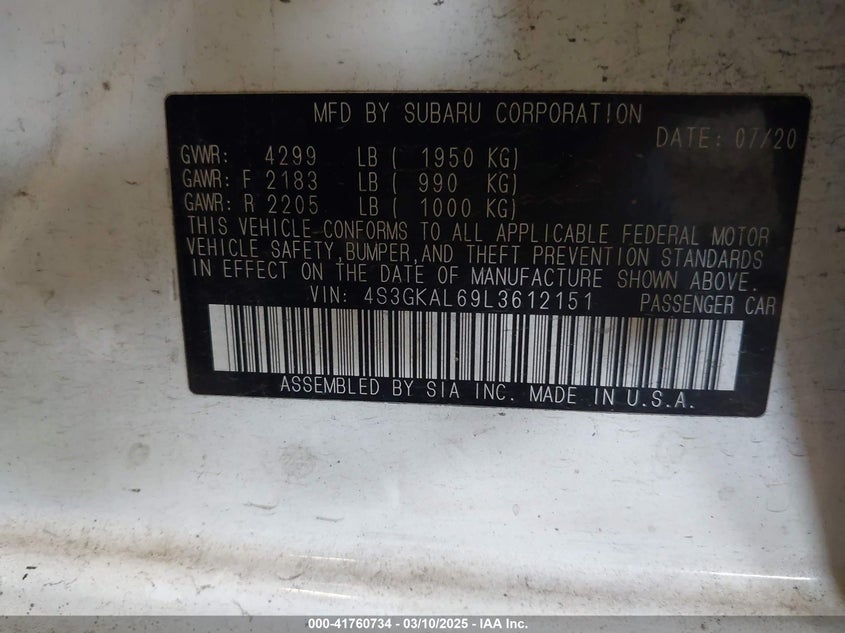 MFD BY SUBARU CORPORATION
DATE: 07/20
GVWR: 4299 LB ( 1950 KG)
GAWR: F 2183 LB ( 990 KG)
GAWR: R 2205 LB ( 1000 KG)
THIS VEHICLE CONFORMS TO ALL APPLICABLE FEDERAL MOTOR
VEHICLE SAFETY,BUMPER,AND THEFT PREVENTION STANDARDS
IN EFFECT ON THE DATE OF MANUFACTURE SHOWN ABOVE.
VIN: 4S3GKAL69L3612151 PASSENGER CAR
ASSEMBLED BY SIA INC. MADE IN U.S.A.
000-41760734 - 03/10/2025 - IAA Inc.